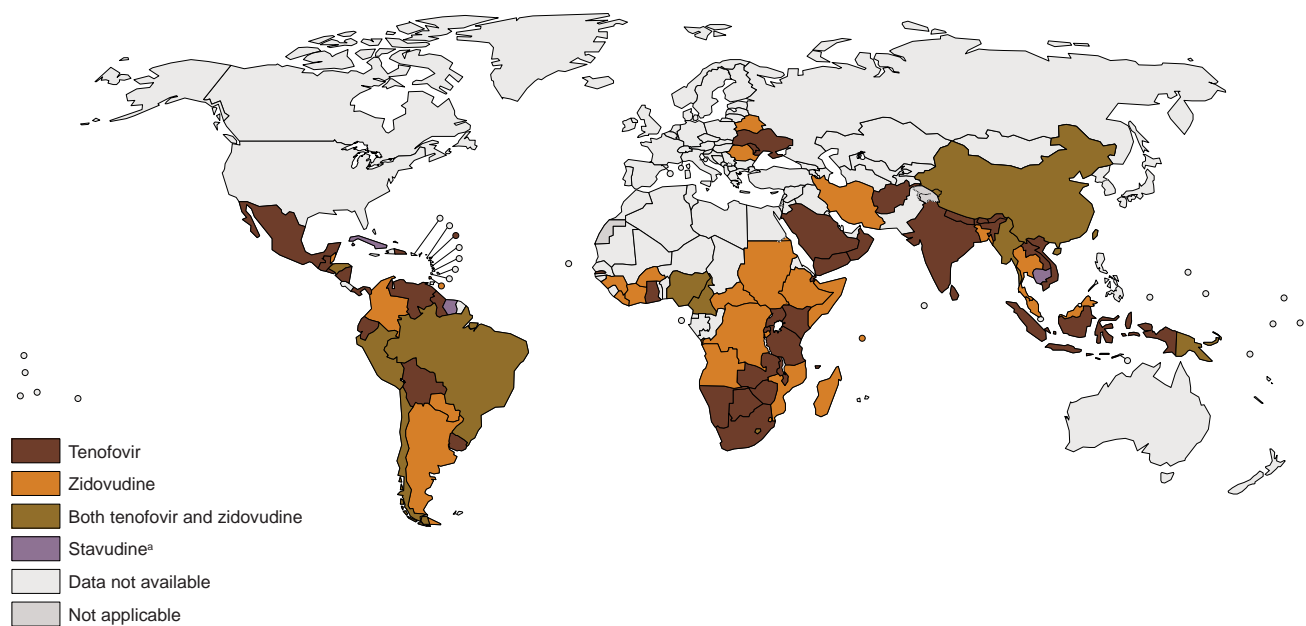 Tenofovir
Zidovudine
Both tenofovir and zidovudine
Stavudineᵃ
Data not available
Not applicable